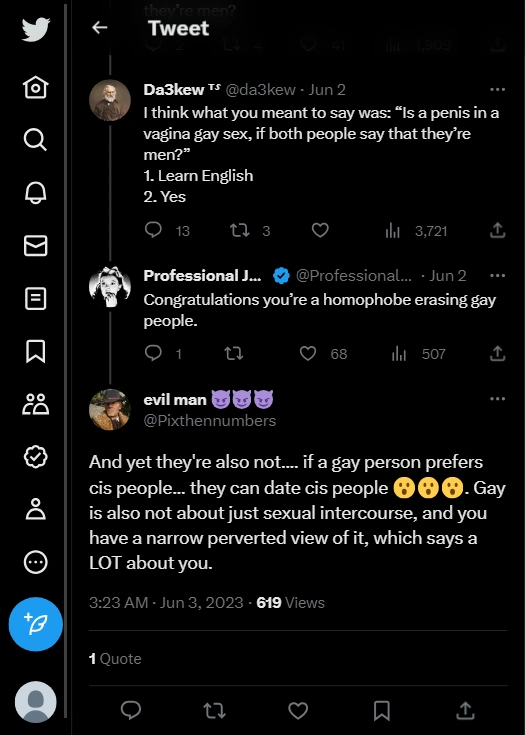 they're men?
Tweet
2 4 41 1,905
Da3kew ᵀˢ @da3kew · Jun 2
I think what you meant to say was: “Is a penis in a
vagina gay sex, if both people say that they’re
men?”
1. Learn English
2. Yes
13 3 3,721
Professional J... @Professional... · Jun 2
Congratulations you’re a homophobe erasing gay
people.
1 68 507
evil man 😈😈😈
@Pixthennumbers
And yet they're also not.... if a gay person prefers
cis people... they can date cis people 😮😮😮. Gay
is also not about just sexual intercourse, and you
have a narrow perverted view of it, which says a
LOT about you.
3:23 AM · Jun 3, 2023 · 619 Views
1 Quote